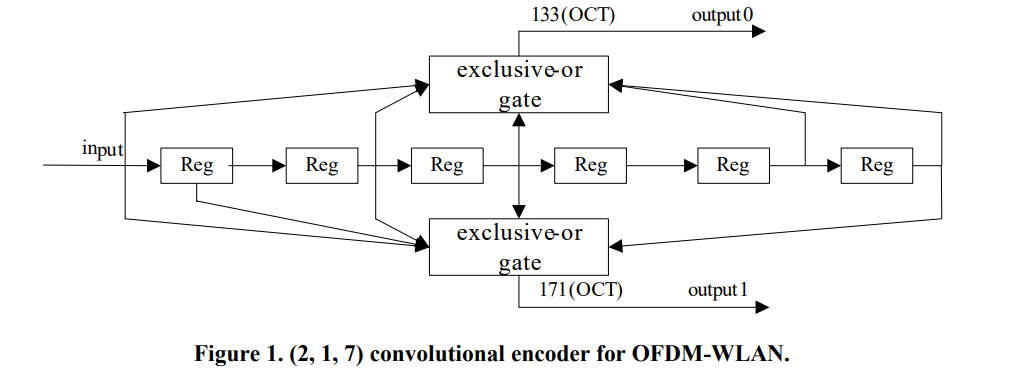 133(OCT) output0
exclusive-or
gate
input
Reg Reg Reg Reg Reg Reg
exclusive-or
gate
171(OCT) output1
Figure 1. (2, 1, 7) convolutional encoder for OFDM-WLAN.